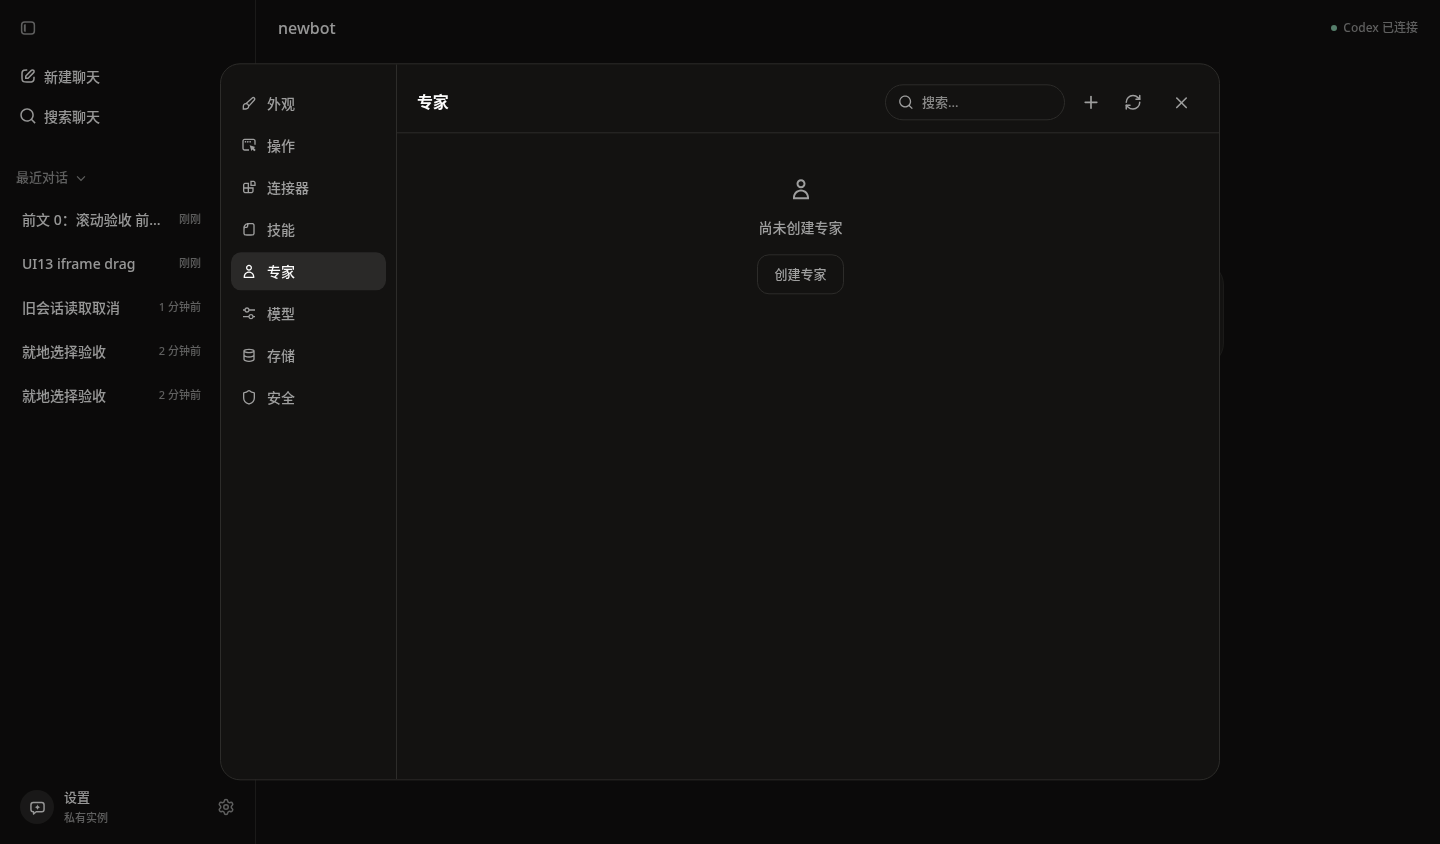 newbot
Codex 已连接
新建聊天
搜索聊天
最近对话
前文 0：滚动验收 前...
刚刚
UI13 iframe drag
刚刚
旧会话读取取消
1 分钟前
就地选择验收
2 分钟前
就地选择验收
2 分钟前
设置
私有实例
外观
操作
连接器
技能
专家
模型
存储
安全
专家
搜索...
尚未创建专家
创建专家